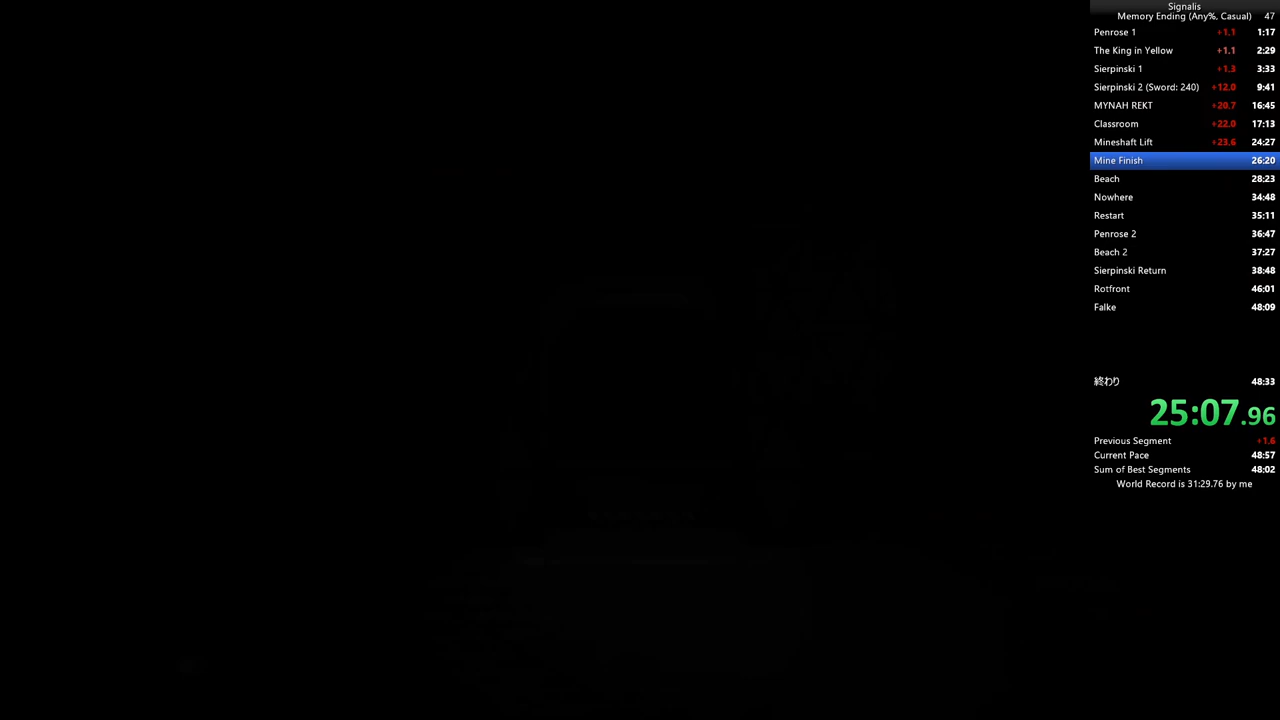 Signalis
Memory Ending (Any%, Casual) 47
Penrose 1 +1.1 1:17
The King in Yellow +1.1 2:29
Sierpinski 1 +1.3 3:33
Sierpinski 2 (Sword: 240) +12.0 9:41
MYNAH REKT +20.7 16:45
Classroom +22.0 17:13
Mineshaft Lift +23.6 24:27
Mine Finish 26:20
Beach 28:23
Nowhere 34:48
Restart 35:11
Penrose 2 36:47
Beach 2 37:27
Sierpinski Return 38:48
Rotfront 46:01
Falke 48:09
終わり 48:33
25:07.96
Previous Segment +1.6
Current Pace 48:57
Sum of Best Segments 48:02
World Record is 31:29.76 by me